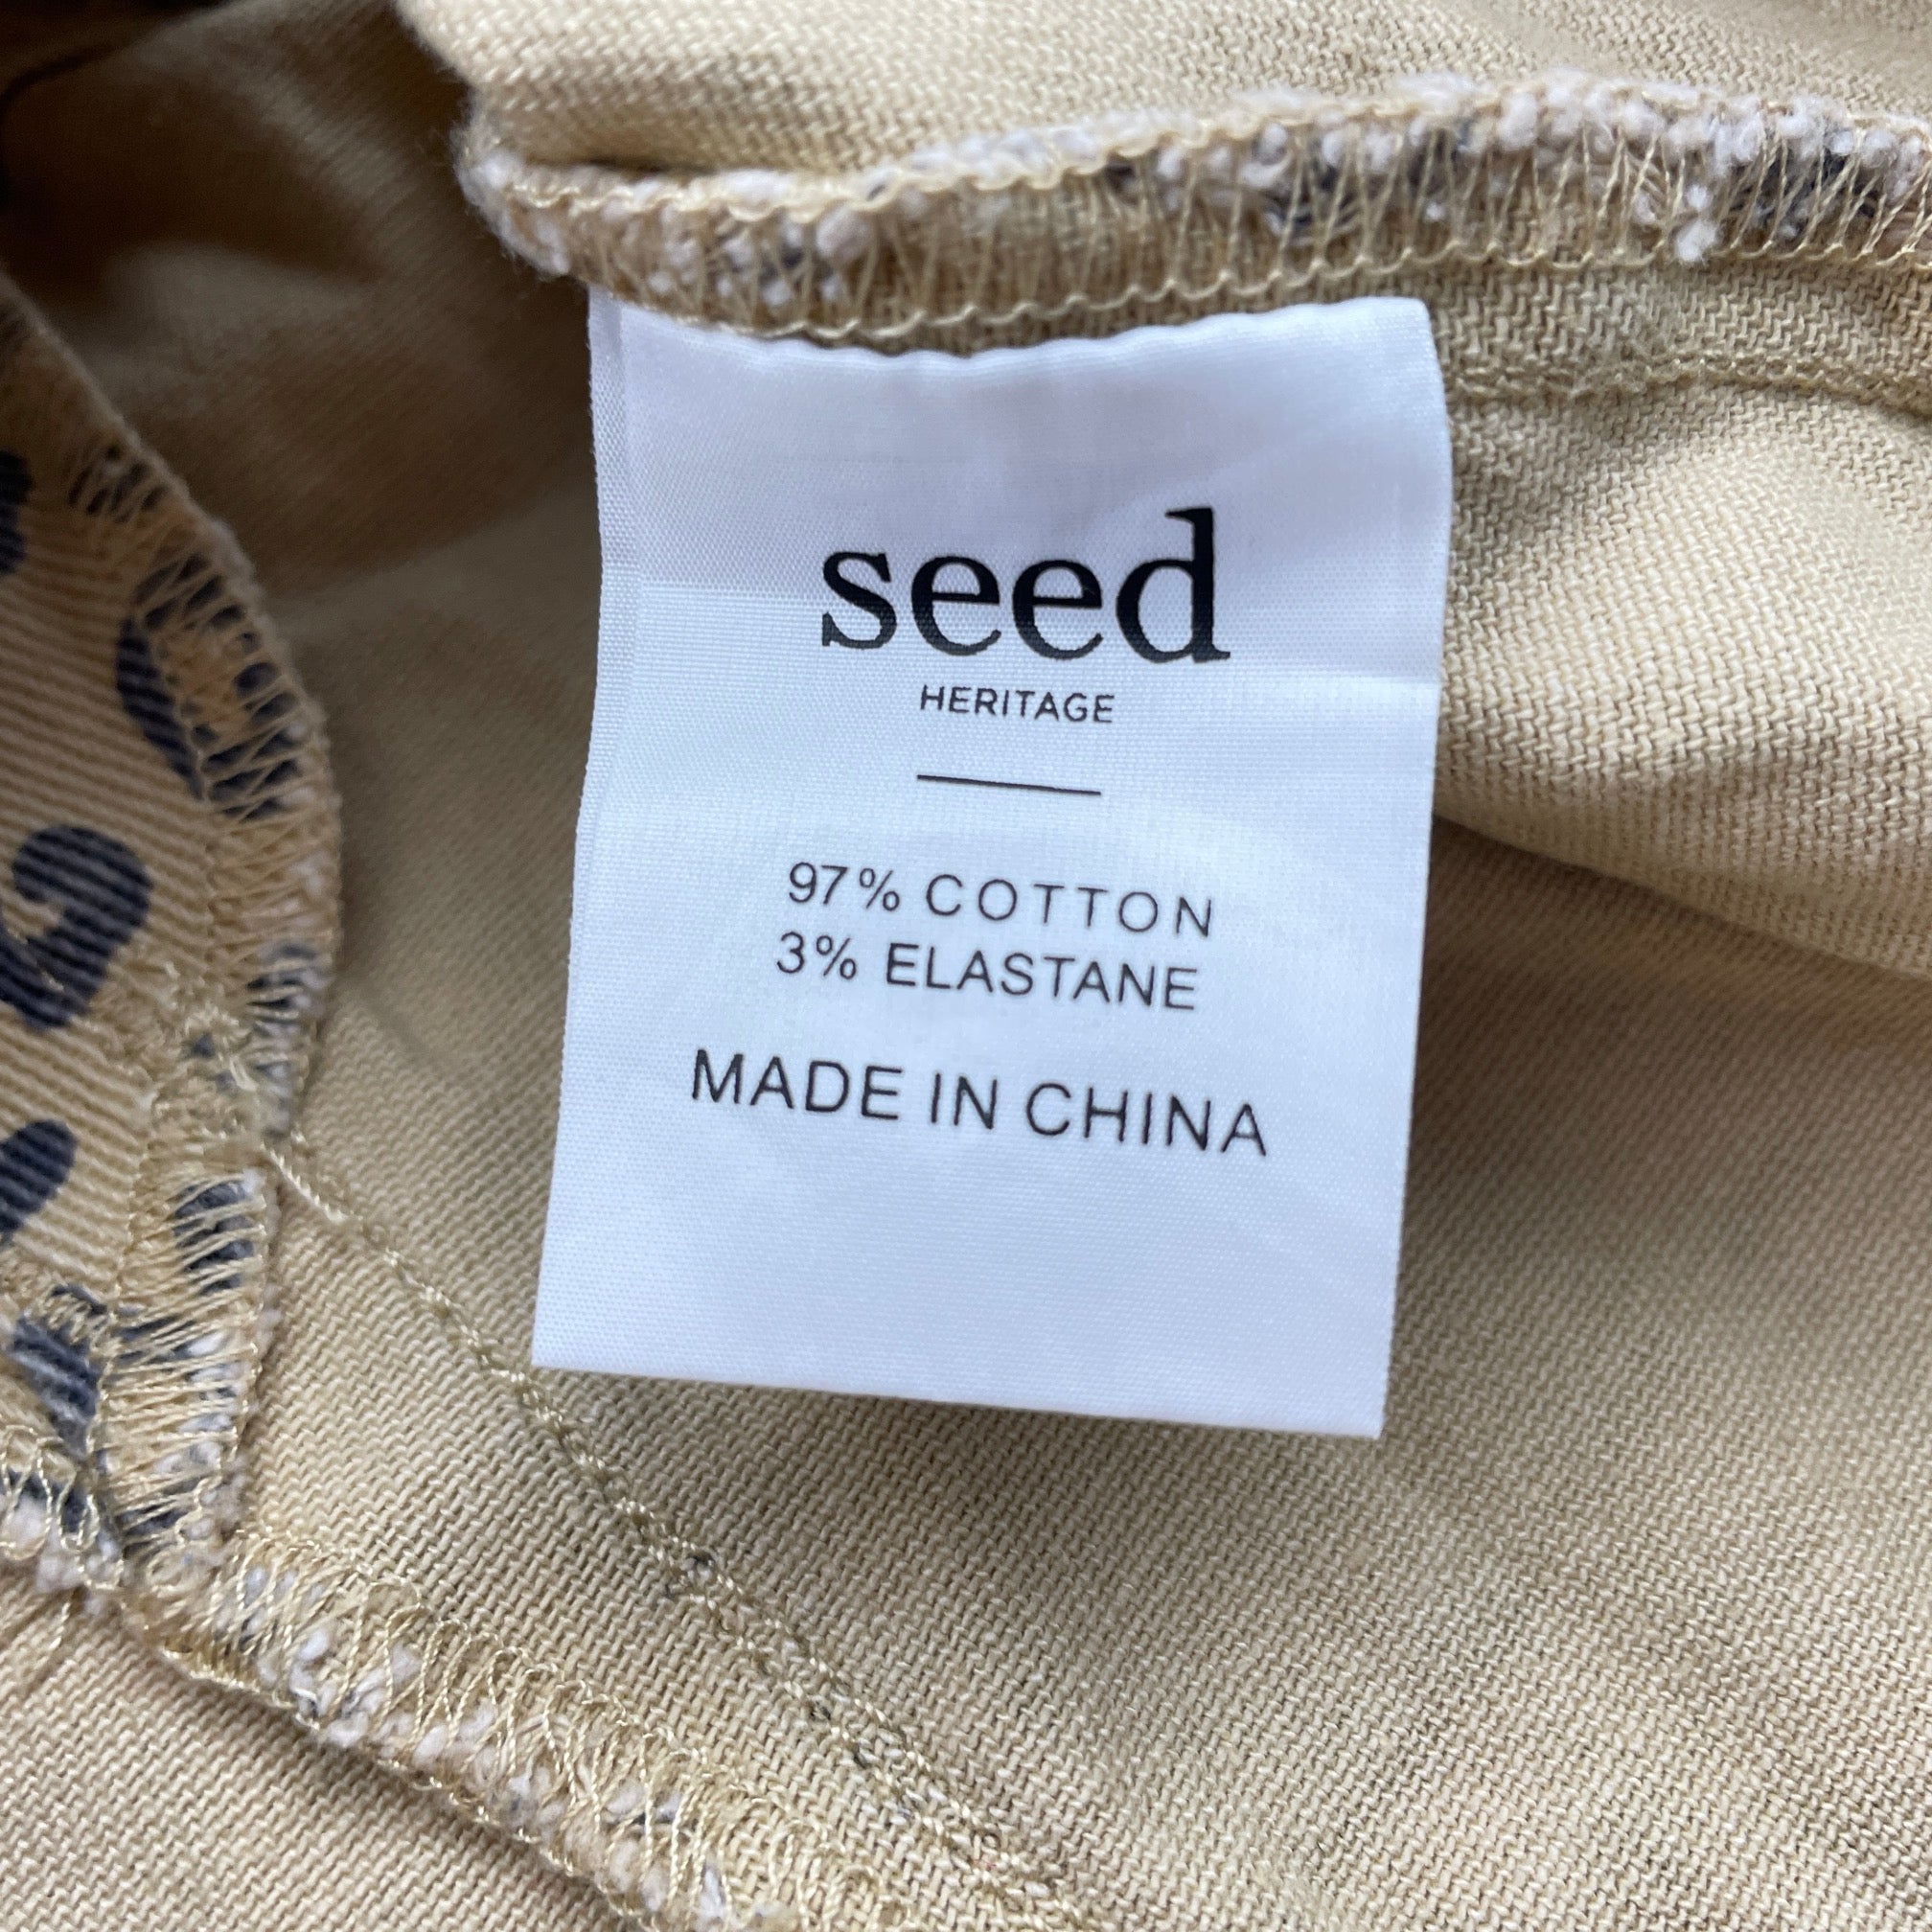 seed
HERITAGE
97% COTTON
3% ELASTANE
MADE IN CHINA